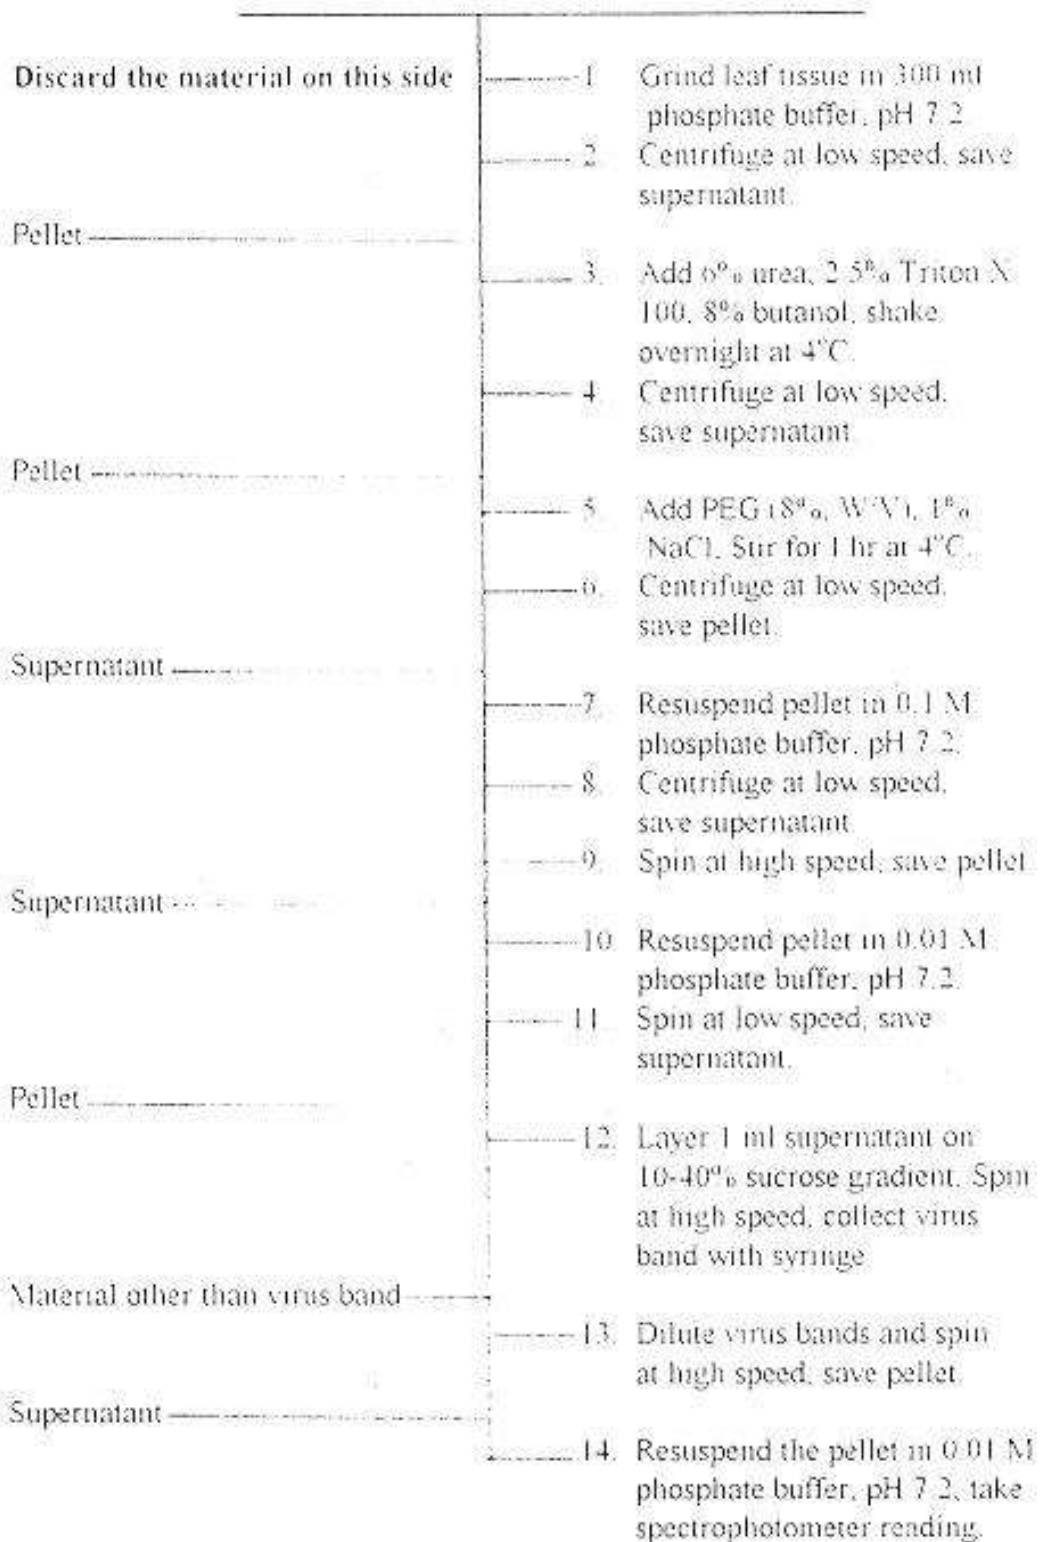 Discard the material on this side
1. Grind leaf tissue in 300 ml
phosphate buffer, pH 7.2
2. Centrifuge at low speed, save
supernatant.
Pellet
3. Add 6% urea, 2.5% Triton X
100, 8% butanol, shake
overnight at 4°C.
4. Centrifuge at low speed,
save supernatant.
Pellet
5. Add PEG (8%, W/V), 1%
NaCl. Stir for 1 hr at 4°C.
6. Centrifuge at low speed,
save pellet.
Supernatant
7. Resuspend pellet in 0.1 M
phosphate buffer, pH 7.2.
8. Centrifuge at low speed,
save supernatant
9. Spin at high speed, save pellet
Supernatant
10. Resuspend pellet in 0.01 M
phosphate buffer, pH 7.2.
11. Spin at low speed, save
supernatant.
Pellet
12. Layer 1 ml supernatant on
10-40% sucrose gradient. Spin
at high speed, collect virus
band with syringe
Material other than virus band
13. Dilute virus bands and spin
at high speed, save pellet.
Supernatant
14. Resuspend the pellet in 0.01 M
phosphate buffer, pH 7.2, take
spectrophotometer reading.